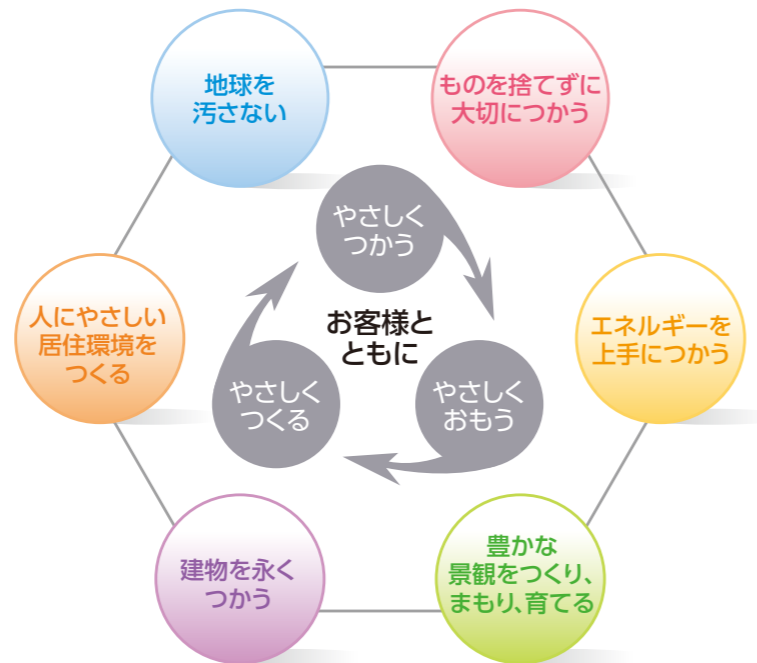 地球を
汚さない
ものを捨てずに
大切につかう
やさしく
つかう
人にやさしい
居住環境を
つくる
お客様と
ともに
エネルギーを
上手につかう
やさしく
つくる
やさしく
おもう
建物を永く
つかう
豊かな
景観をつくり、
まもり、育てる